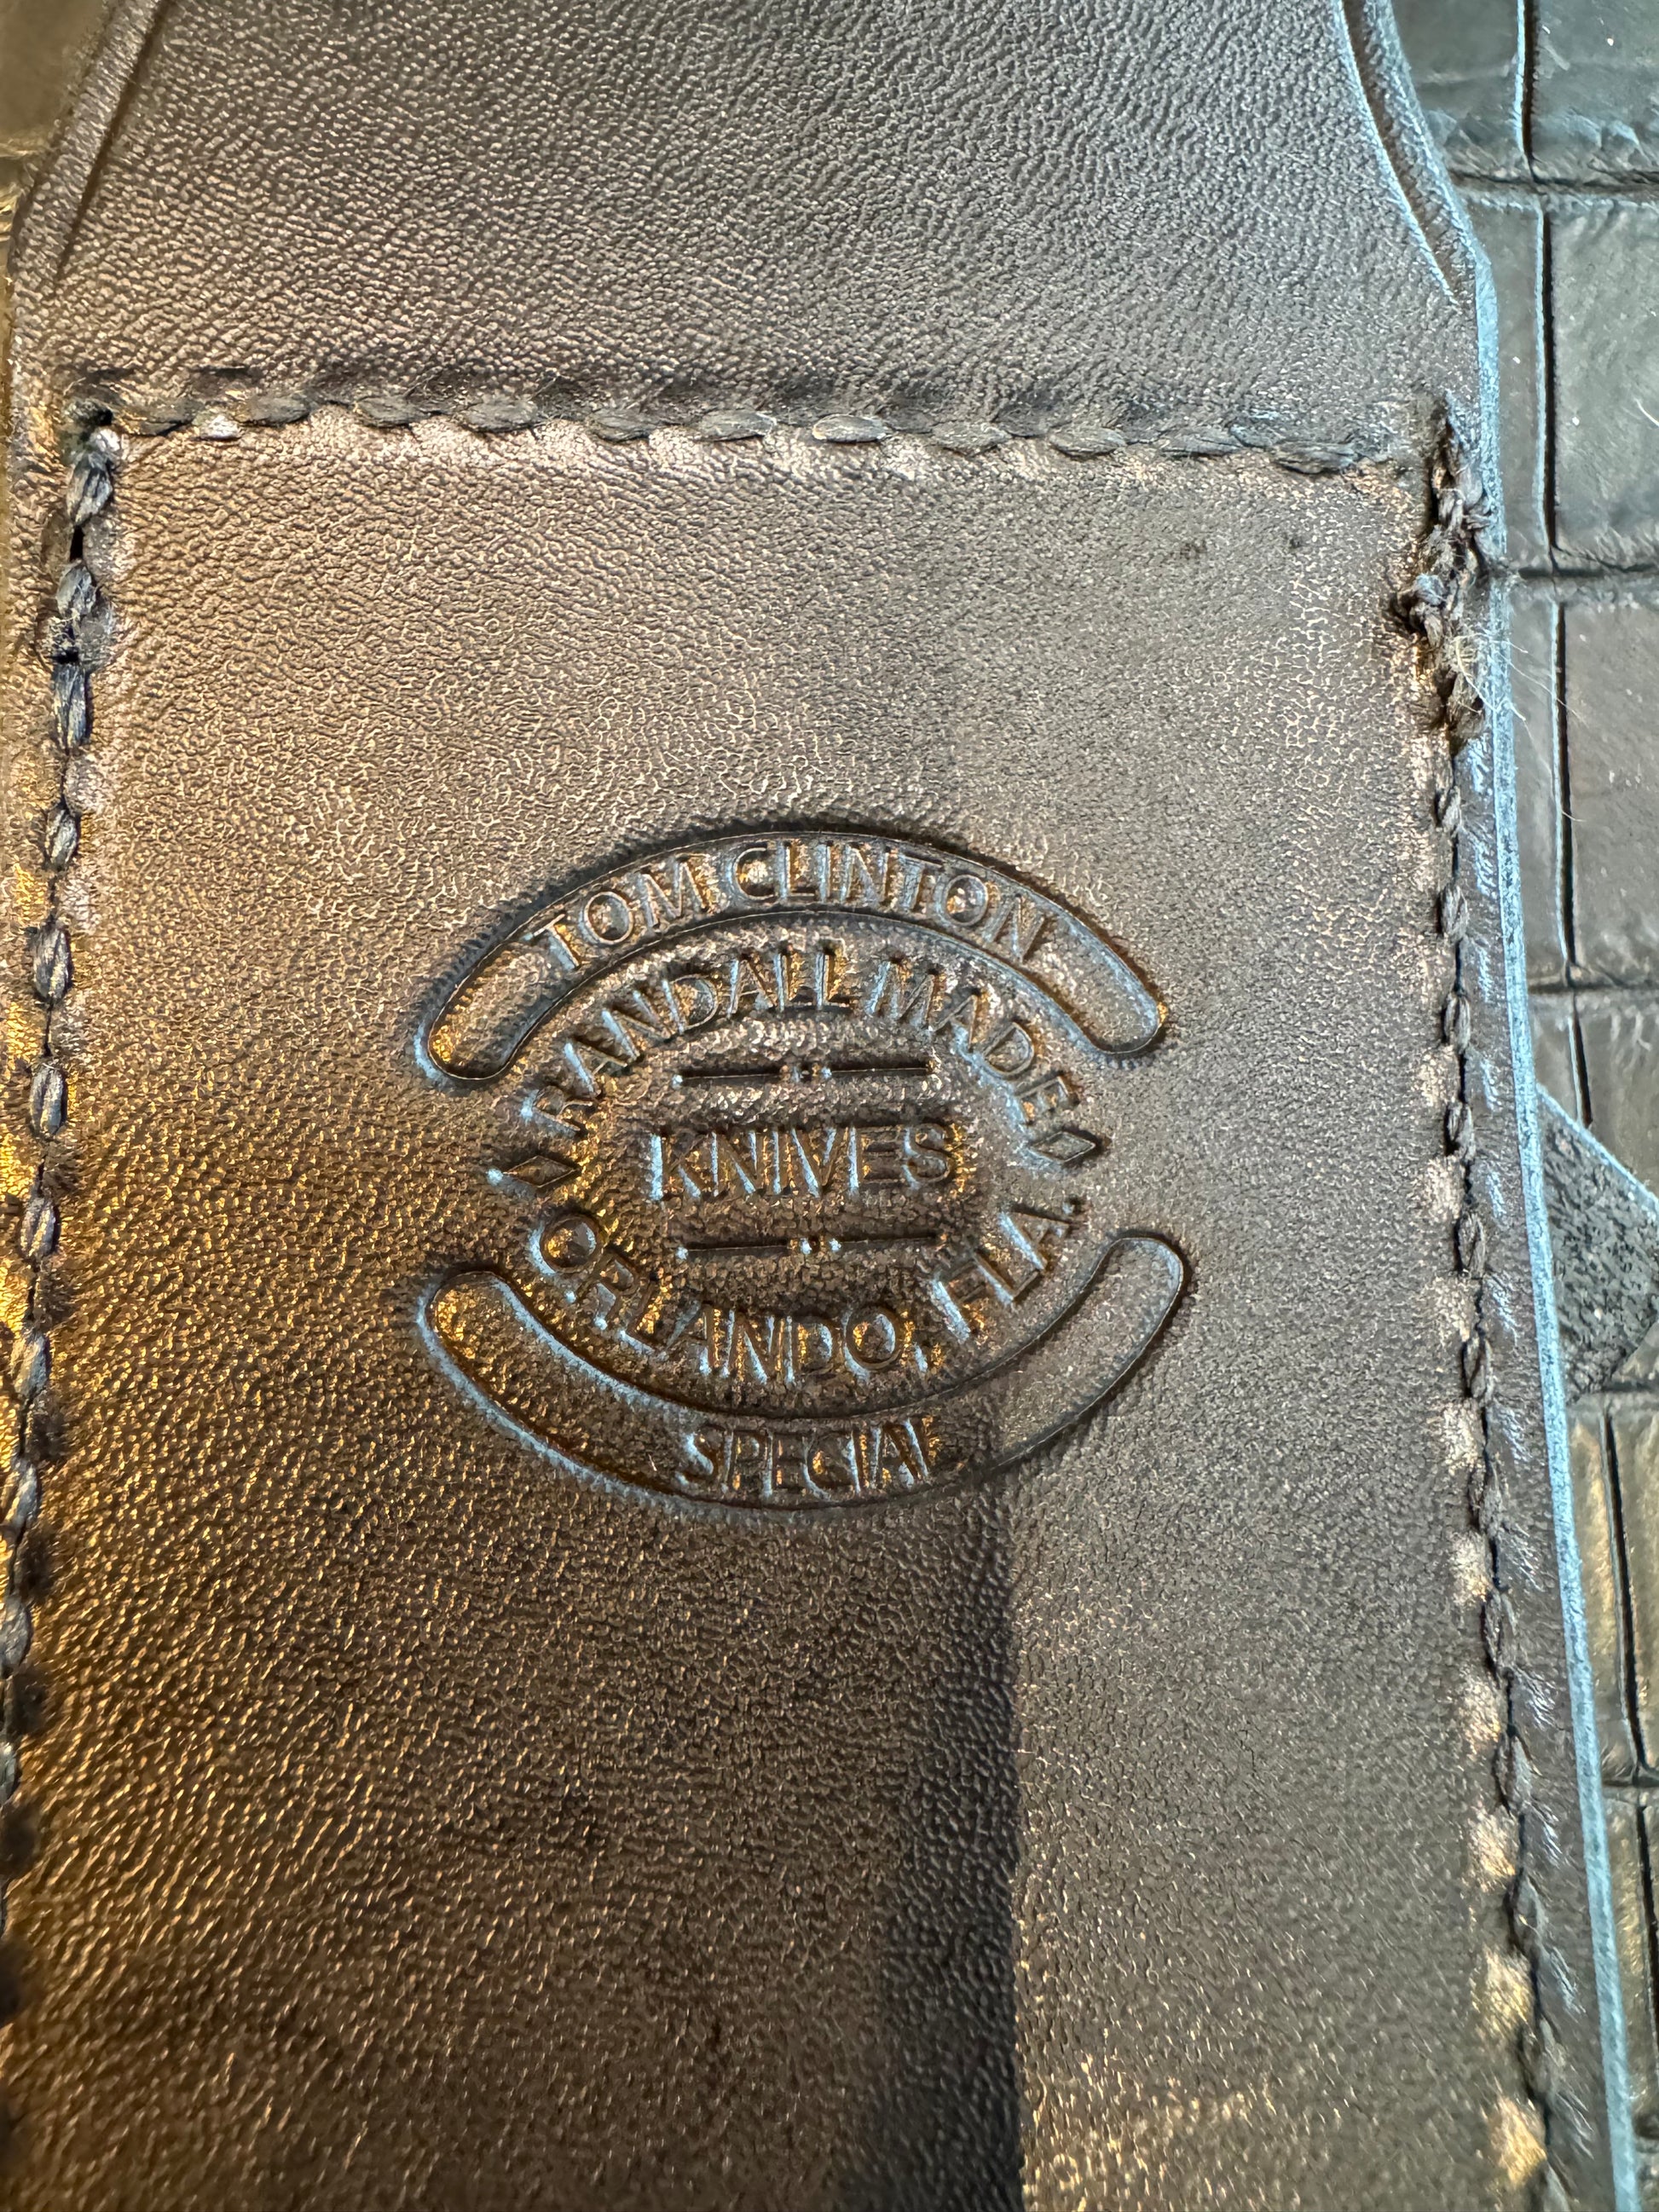 TOM CLINTON
RANDALL MADE
KNIVES
ORLANDO, FLA.
SPECIAL